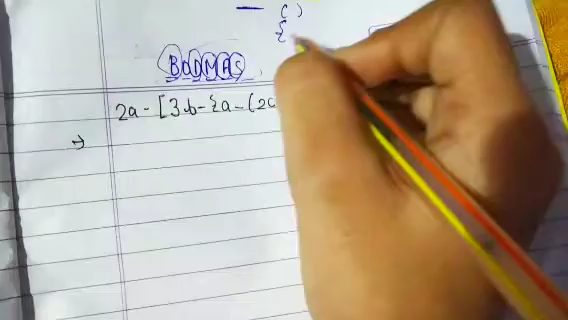 — ( )
{
BODMAS
2a - [3b - {a - (2c
→